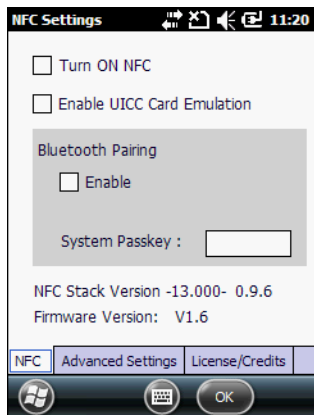 NFC Settings 11:20
Turn ON NFC
Enable UICC Card Emulation
Bluetooth Pairing
Enable
System Passkey :
NFC Stack Version -13.000- 0.9.6
Firmware Version: V1.6
NFC Advanced Settings License/Credits
OK